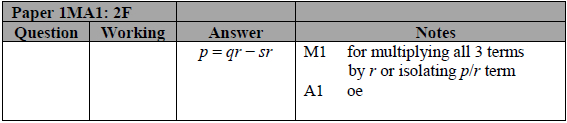 Paper 1MA1: 2F
Question Working Answer Notes
p = qr − sr M1 for multiplying all 3 terms
by r or isolating p/r term
A1 oe